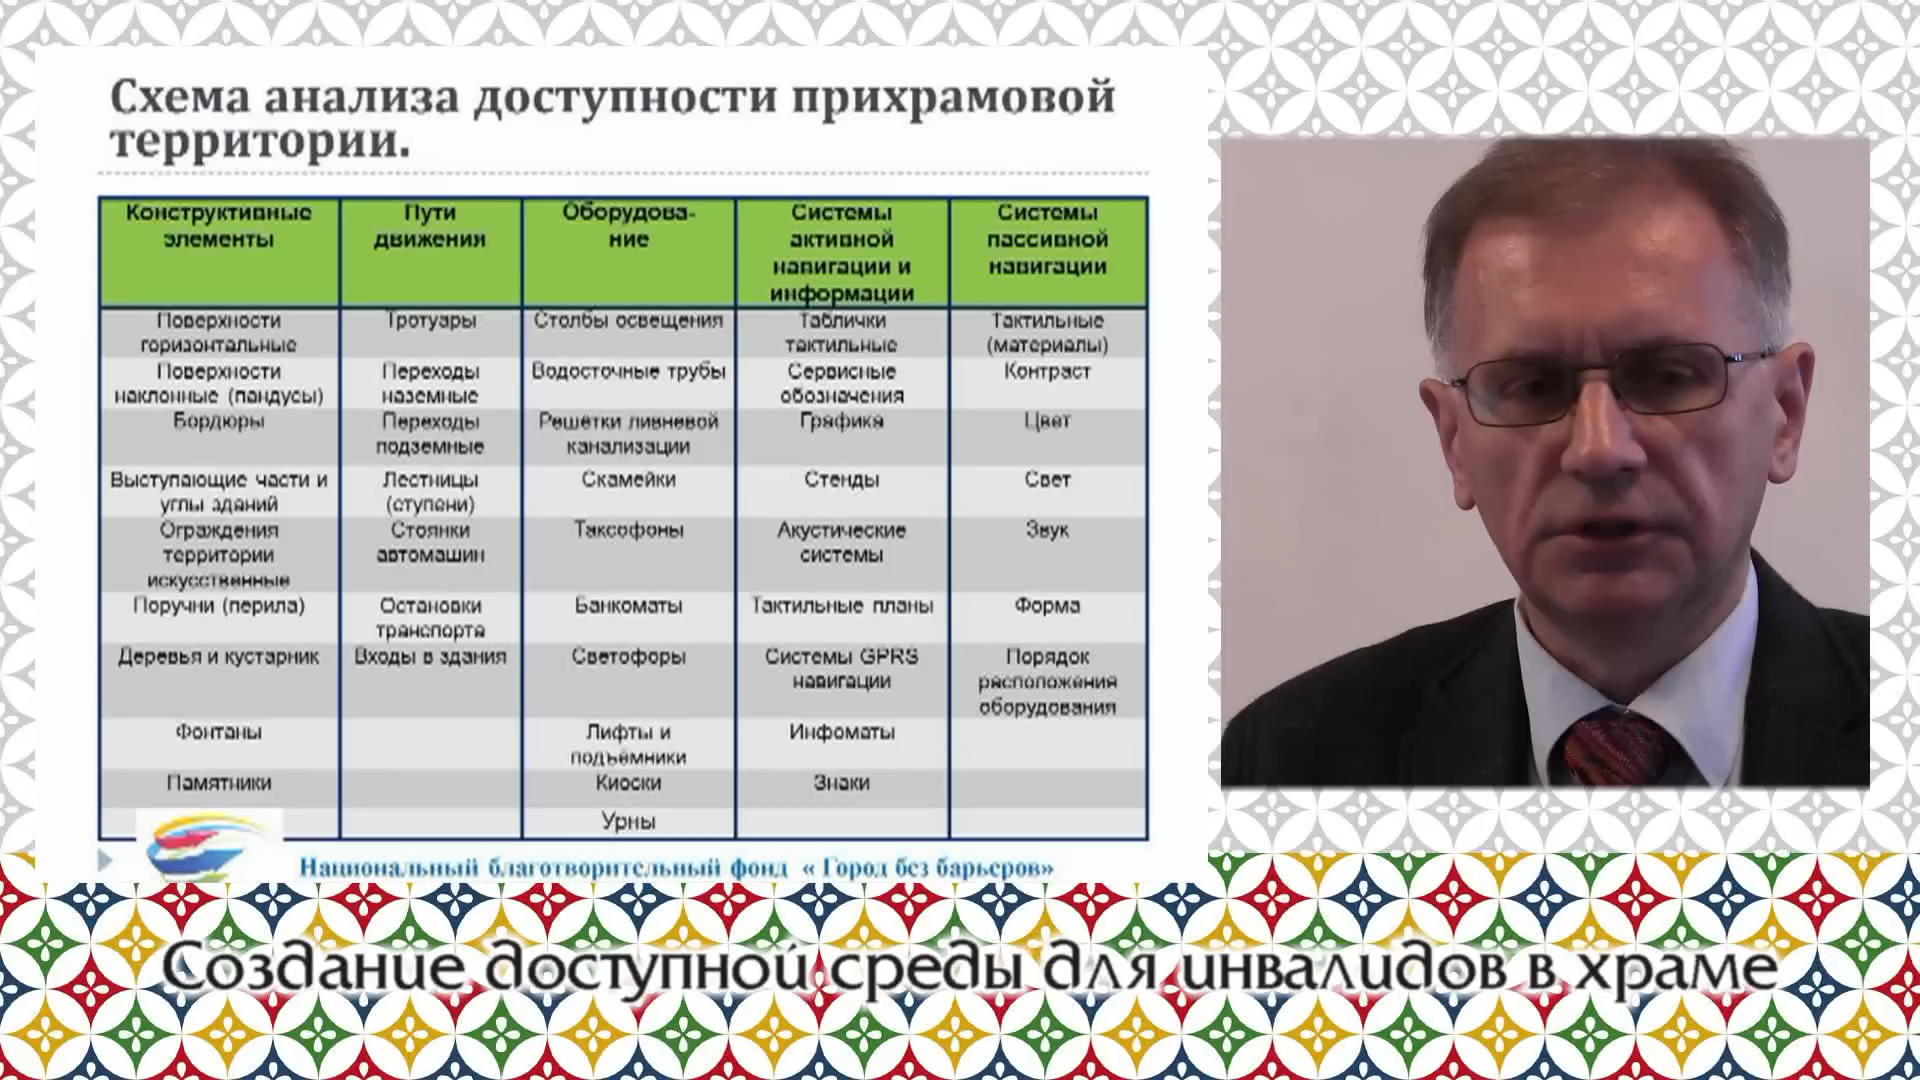 Схема анализа доступности прихрамовой
территории.
Конструктивные
элементы
Пути
движения
Оборудова-
ние
Системы
активной
навигации и
информации
Системы
пассивной
навигации
Поверхности
горизонтальные
Тротуары
Столбы освещения
Таблички
тактильные
Тактильные
(материалы)
Поверхности
наклонные (пандусы)
Переходы
наземные
Водосточные трубы
Сервисные
обозначения
Контраст
Бордюры
Переходы
подземные
Решётки ливневой
канализации
Графика
Цвет
Выступающие части и
углы зданий
Лестницы
(ступени)
Скамейки
Стенды
Свет
Ограждения
территории
искусственные
Стоянки
автомашин
Таксофоны
Акустические
системы
Звук
Поручни (перила)
Остановки
транспорта
Банкоматы
Тактильные планы
Форма
Деревья и кустарник
Входы в здания
Светофоры
Системы GPRS
навигации
Порядок
расположения
оборудования
Фонтаны
Лифты и
подъёмники
Инфоматы
Памятники
Киоски
Знаки
Урны
Национальный благотворительный фонд « Город без барьеров»
Создание доступной среды для инвалидов в храме